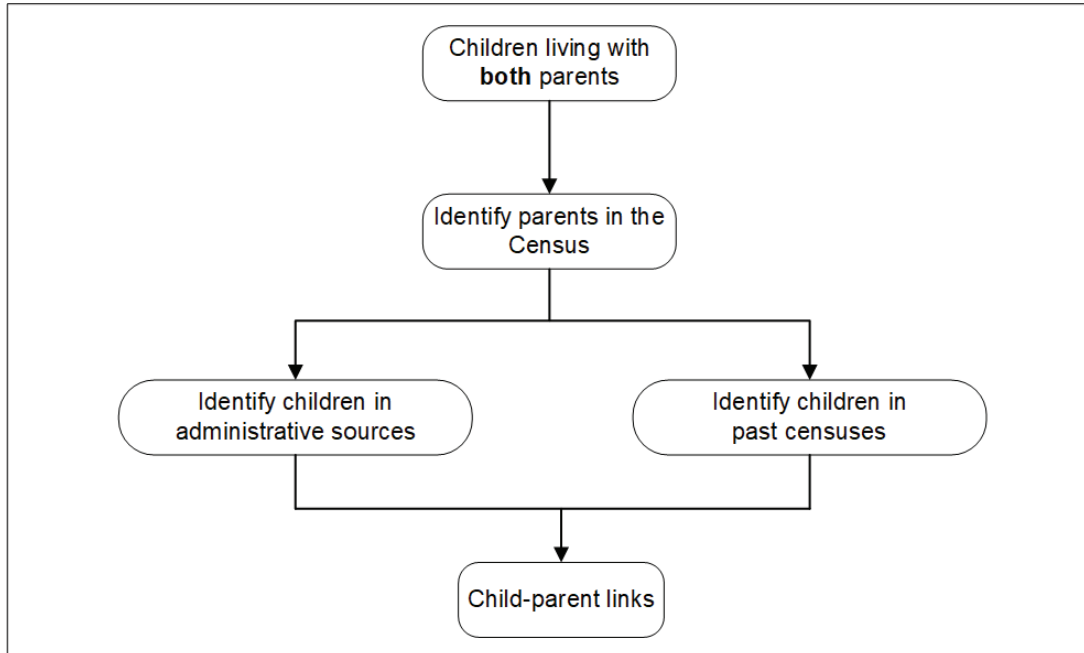 Children living with
both parents
Identify parents in the
Census
Identify children in
administrative sources
Identify children in
past censuses
Child-parent links